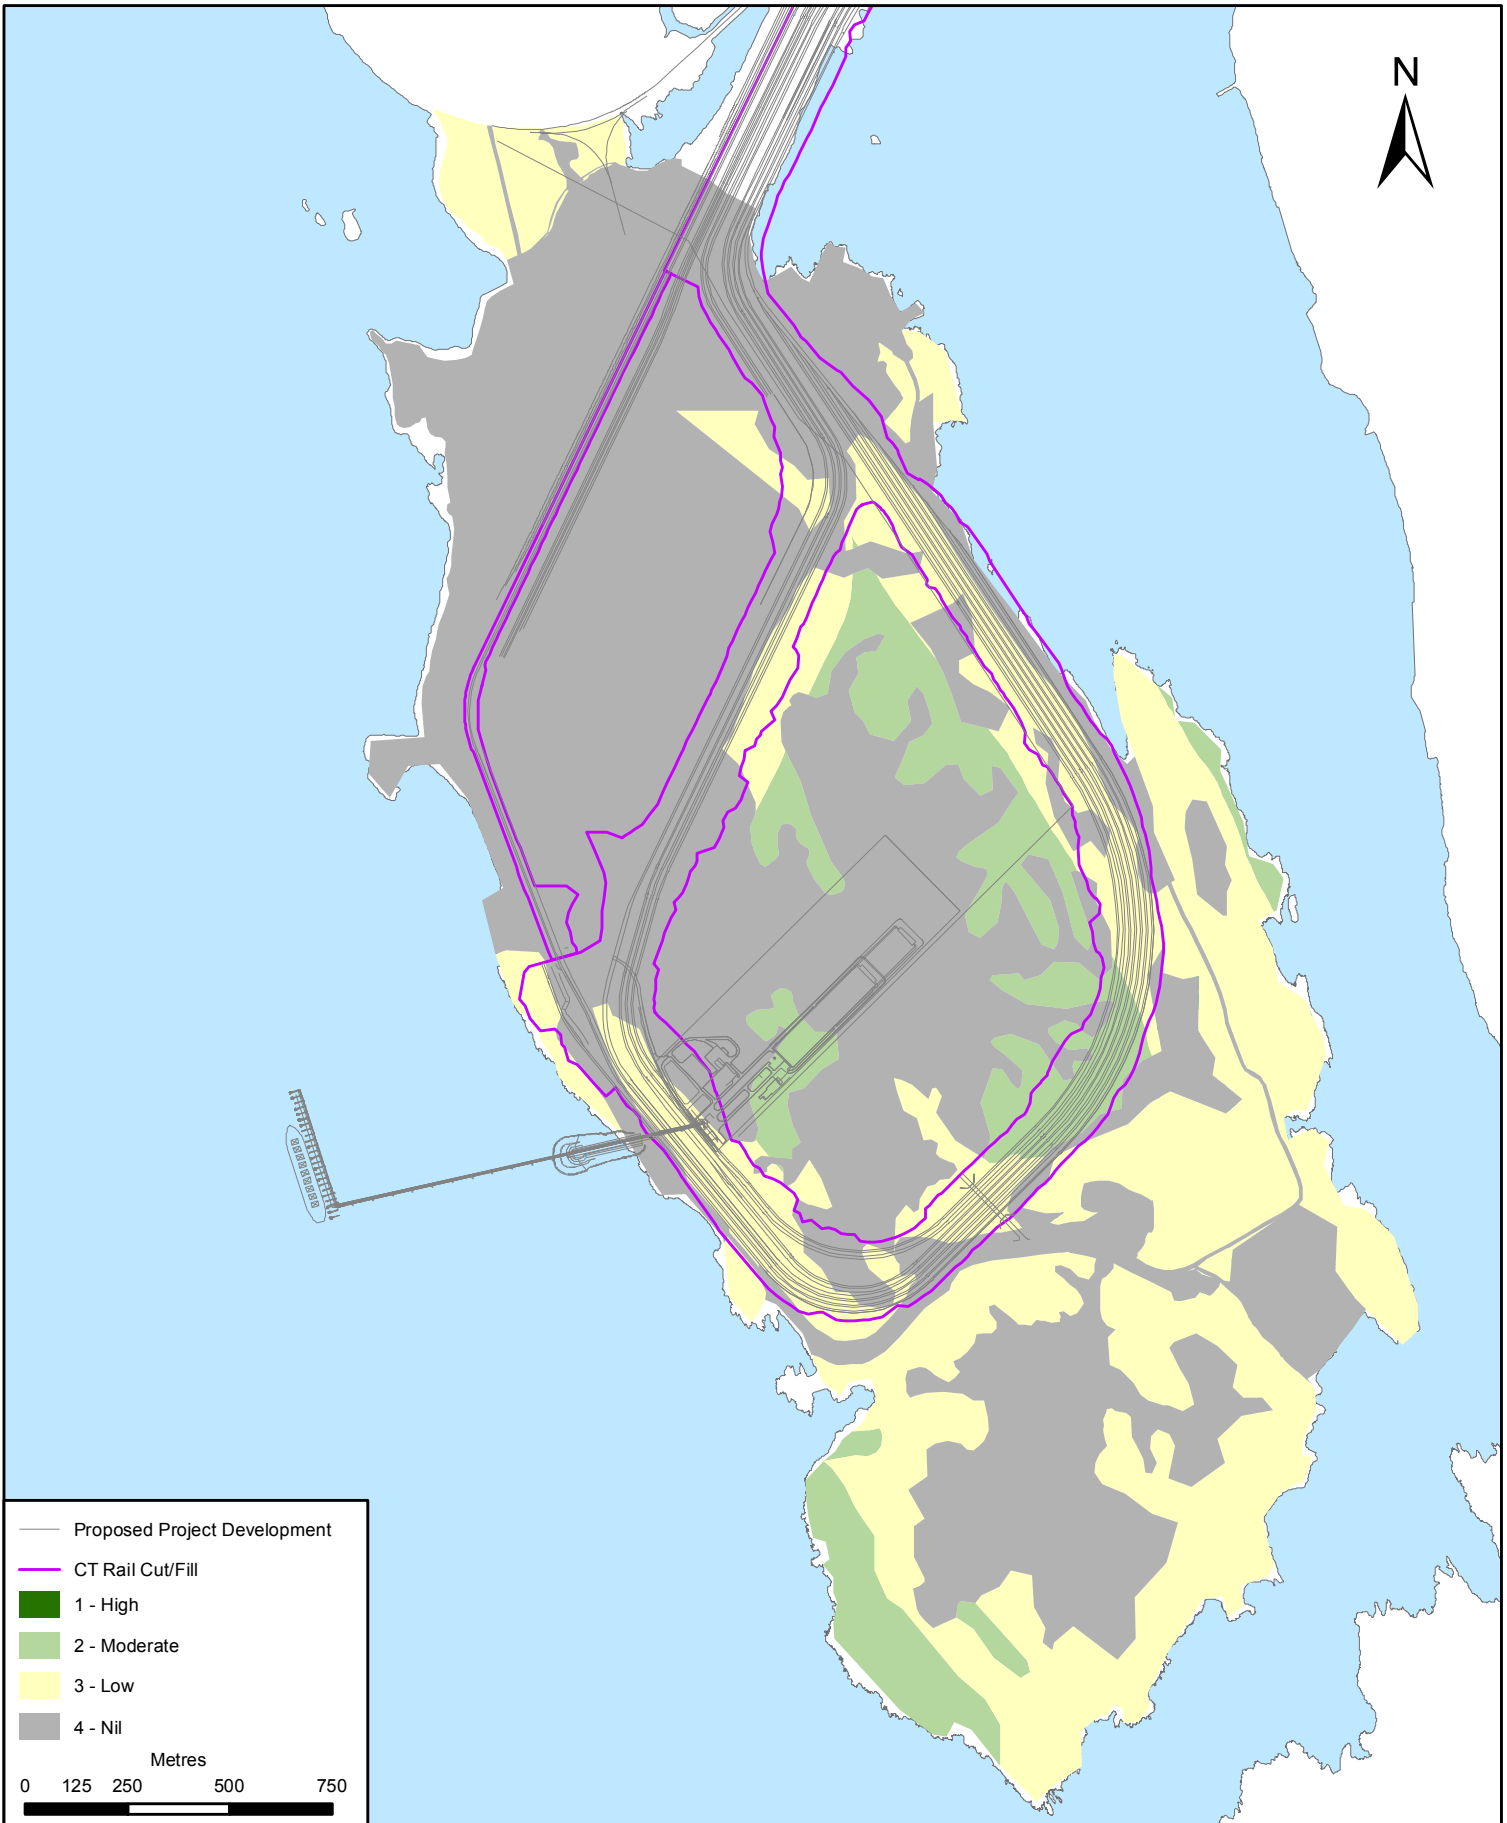 N
Proposed Project Development
CT Rail Cut/Fill
1 - High
2 - Moderate
3 - Low
4 - Nil
Metres
0 125 250 500 750